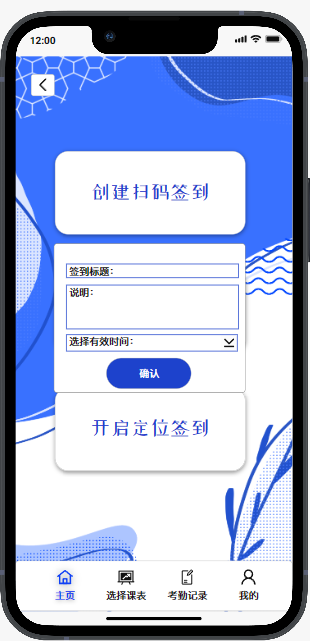 12:00
创建扫码签到
签到标题：
说明：
选择有效时间：
确认
开启定位签到
主页
选择课表
考勤记录
我的